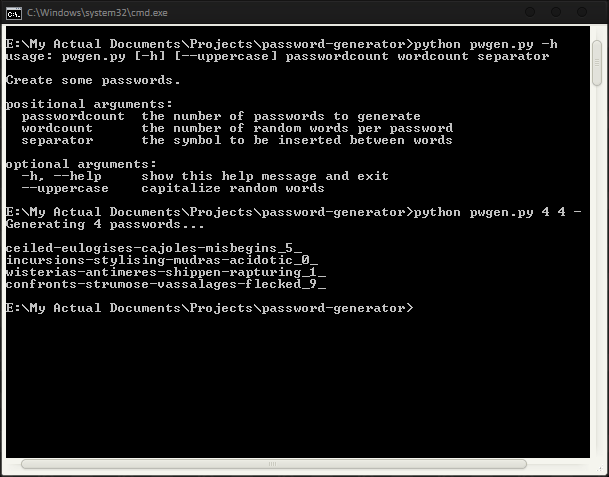 C:\Windows\system32\cmd.exe
E:\My Actual Documents\Projects\password-generator>python pwgen.py -h
usage: pwgen.py [-h] [--uppercase] passwordcount wordcount separator
Create some passwords.
positional arguments:
  passwordcount  the number of passwords to generate
  wordcount      the number of random words per password
  separator      the symbol to be inserted between words
optional arguments:
  -h, --help     show this help message and exit
  --uppercase    capitalize random words
E:\My Actual Documents\Projects\password-generator>python pwgen.py 4 4 -
Generating 4 passwords...
ceiled-eulogises-cajoles-misbegins_5_
incursions-stylising-mudras-acidotic_0_
wisterias-antimeres-shippen-rapturing_1_
confronts-strumose-vassalages-flecked_9_
E:\My Actual Documents\Projects\password-generator>